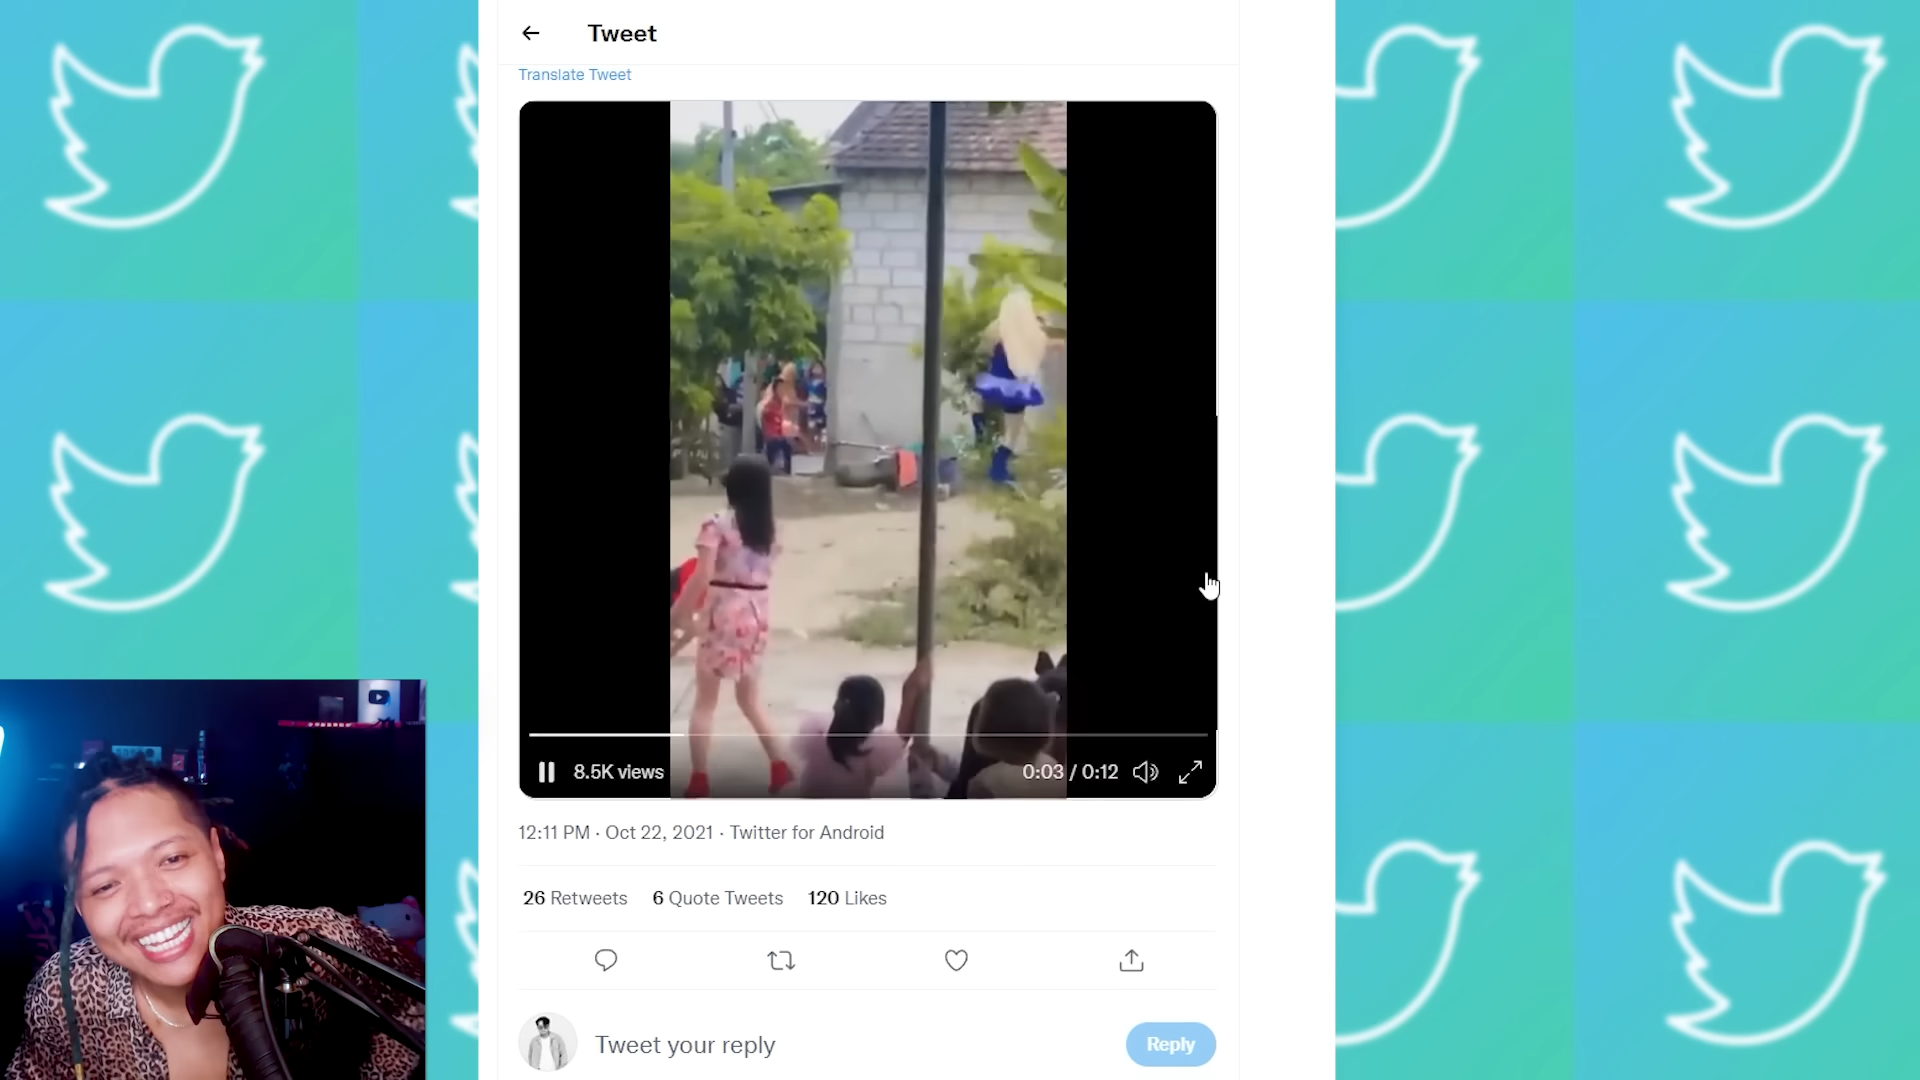 Tweet
Translate Tweet
8.5K views
0:03 / 0:12
12:11 PM · Oct 22, 2021 · Twitter for Android
26 Retweets 6 Quote Tweets 120 Likes
Tweet your reply
Reply